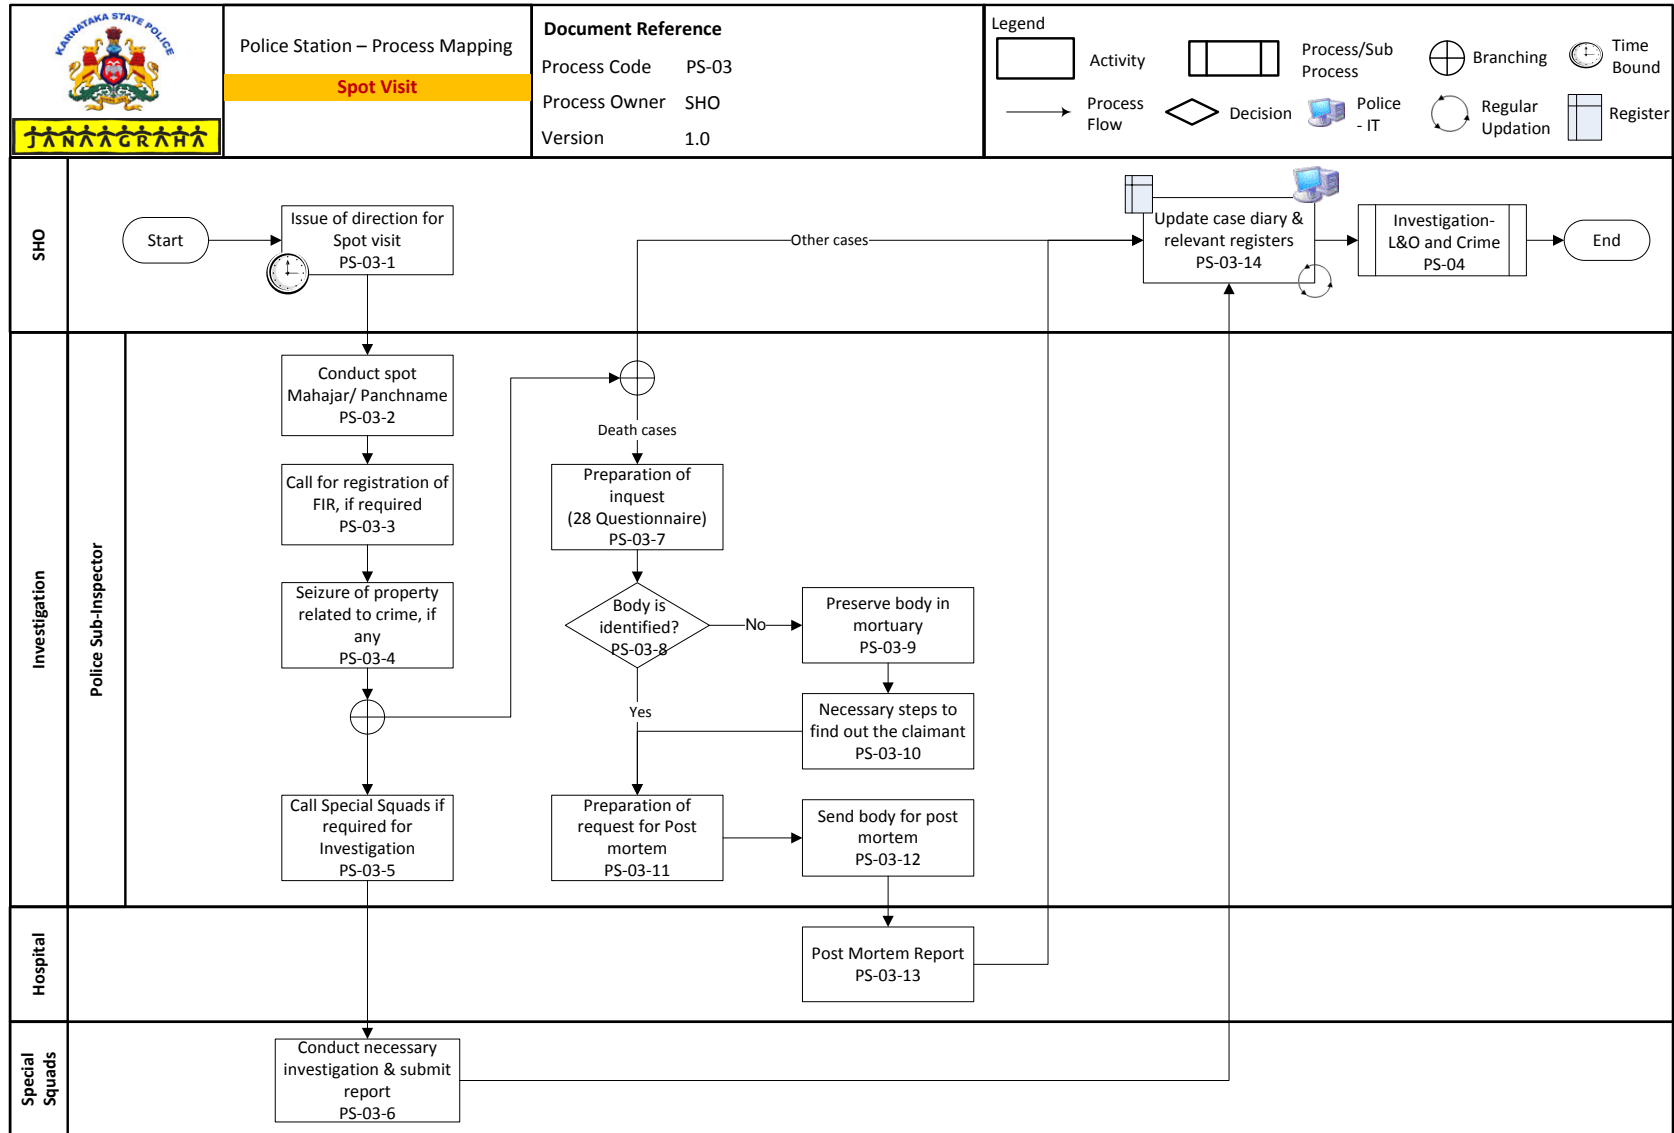 KARNATAKA STATE POLICE
JANAAGRAHA
Police Station – Process Mapping
Spot Visit
Document Reference
Process Code PS-03
Process Owner SHO
Version 1.0
Legend
Activity
Process/Sub
Process
Branching
Time
Bound
Process
Flow
Decision
Police
- IT
Regular
Updation
Register
SHO
Start
Issue of direction for
Spot visit
PS-03-1
Other cases
Update case diary &
relevant registers
PS-03-14
Investigation-
L&O and Crime
PS-04
End
Investigation
Police Sub-Inspector
Conduct spot
Mahajar/ Panchname
PS-03-2
Call for registration of
FIR, if required
PS-03-3
Seizure of property
related to crime, if
any
PS-03-4
Call Special Squads if
required for
Investigation
PS-03-5
Death cases
Preparation of
inquest
(28 Questionnaire)
PS-03-7
Body is
identified?
PS-03-8
No
Preserve body in
mortuary
PS-03-9
Yes
Necessary steps to
find out the claimant
PS-03-10
Preparation of
request for Post
mortem
PS-03-11
Send body for post
mortem
PS-03-12
Hospital
Post Mortem Report
PS-03-13
Special
Squads
Conduct necessary
investigation & submit
report
PS-03-6